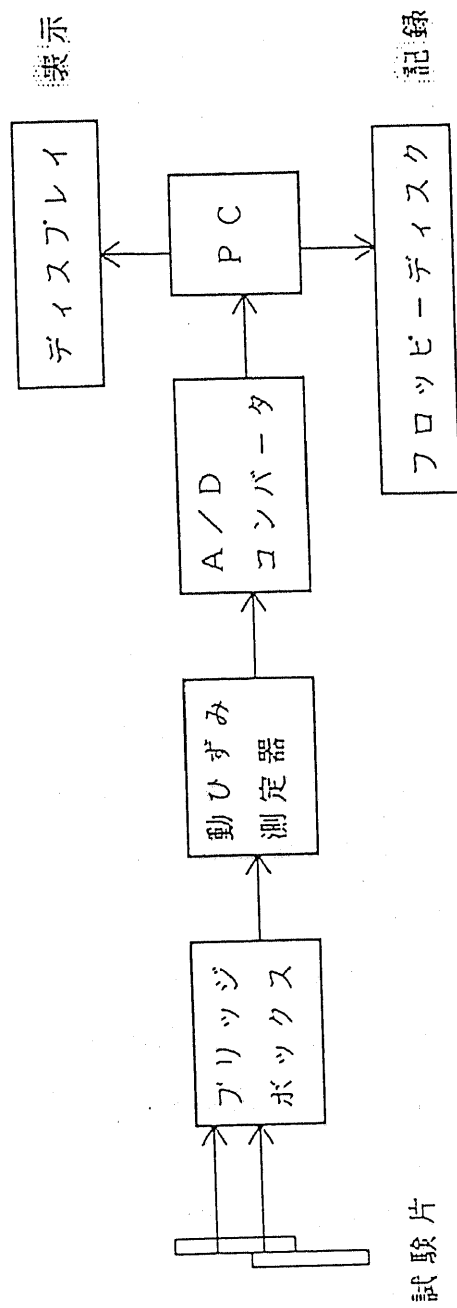 試験片
ブリッジ
ボックス
動ひずみ
測定器
A/D
コンバータ
PC
ディスプレイ
表示
フロッピーディスク
記録